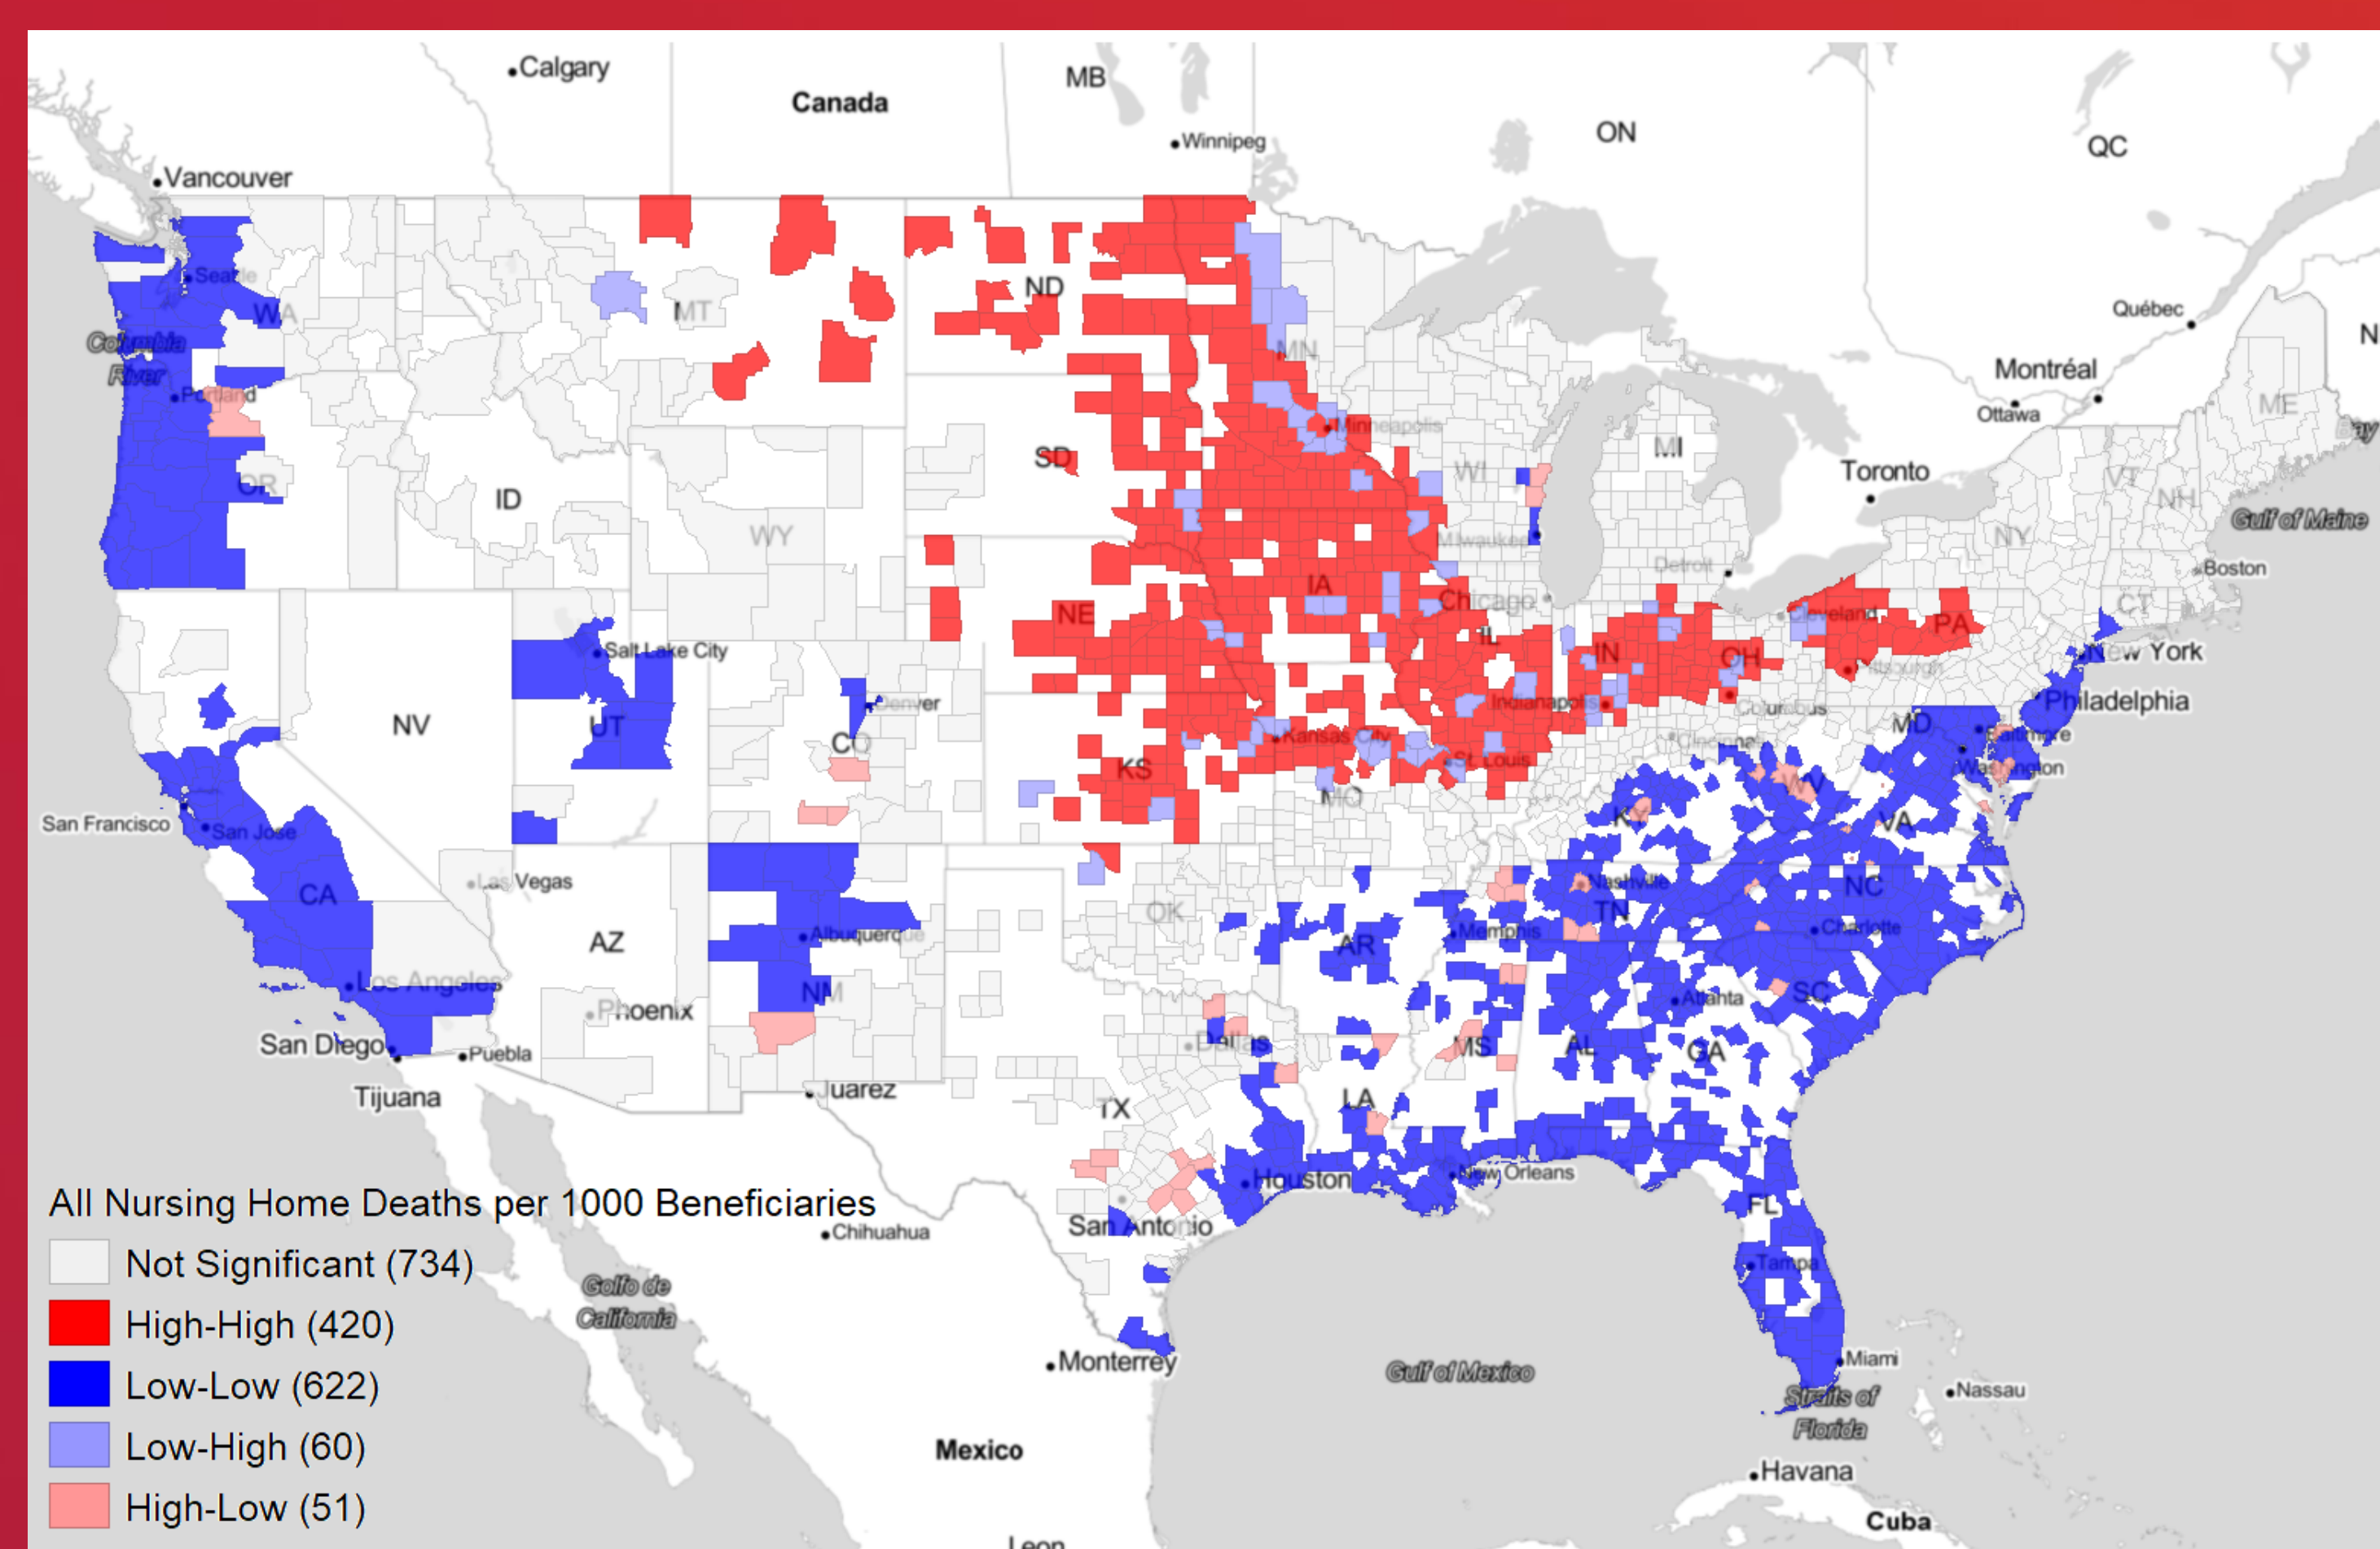 Calgary
Canada
MB
Winnipeg
ON
QC
Vancouver
Seattle
WA
MT
ND
MN
Québec
Montréal
Ottawa
ME
Bay
Columbia
River
Portland
Minneapolis
SD
WI
MI
Toronto
VT
NH
OR
ID
WY
NY
Gulf of Maine
Milwaukee
Detroit
Boston
IA
Chicago
CT
NE
Cleveland
PA
IL
IN
OH
New York
Salt Lake City
Pittsburgh
Denver
Indianapolis
Columbus
Philadelphia
NV
UT
CO
Kansas City
MD
Baltimore
Cincinnati
St. Louis
Washington
KS
MO
WV
KY
VA
San Francisco
San Jose
CA
Las Vegas
Nashville
NC
OK
TN
AZ
Albuquerque
AR
Memphis
Charlotte
Los Angeles
NM
Phoenix
Atlanta
SC
San Diego
Puebla
Dallas
MS
AL
GA
Tijuana
Juarez
TX
LA
Houston
New Orleans
FL
All Nursing Home Deaths per 1000 Beneficiaries
San Antonio
Chihuahua
Not Significant (734)
Tampa
Golfo de
California
High-High (420)
Monterrey
Gulf of Mexico
Miami
Low-Low (622)
Straits of
Florida
Nassau
Low-High (60)
Mexico
Havana
High-Low (51)
Cuba
Leon